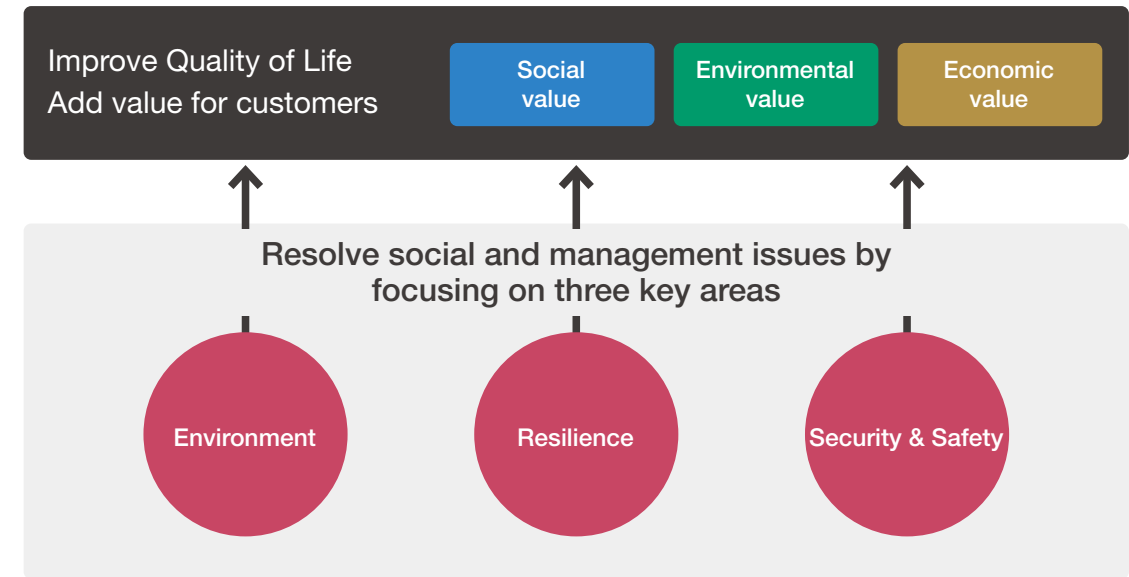 Improve Quality of Life
Add value for customers
Social
value
Environmental
value
Economic
value
Resolve social and management issues by
focusing on three key areas
Environment
Resilience
Security & Safety